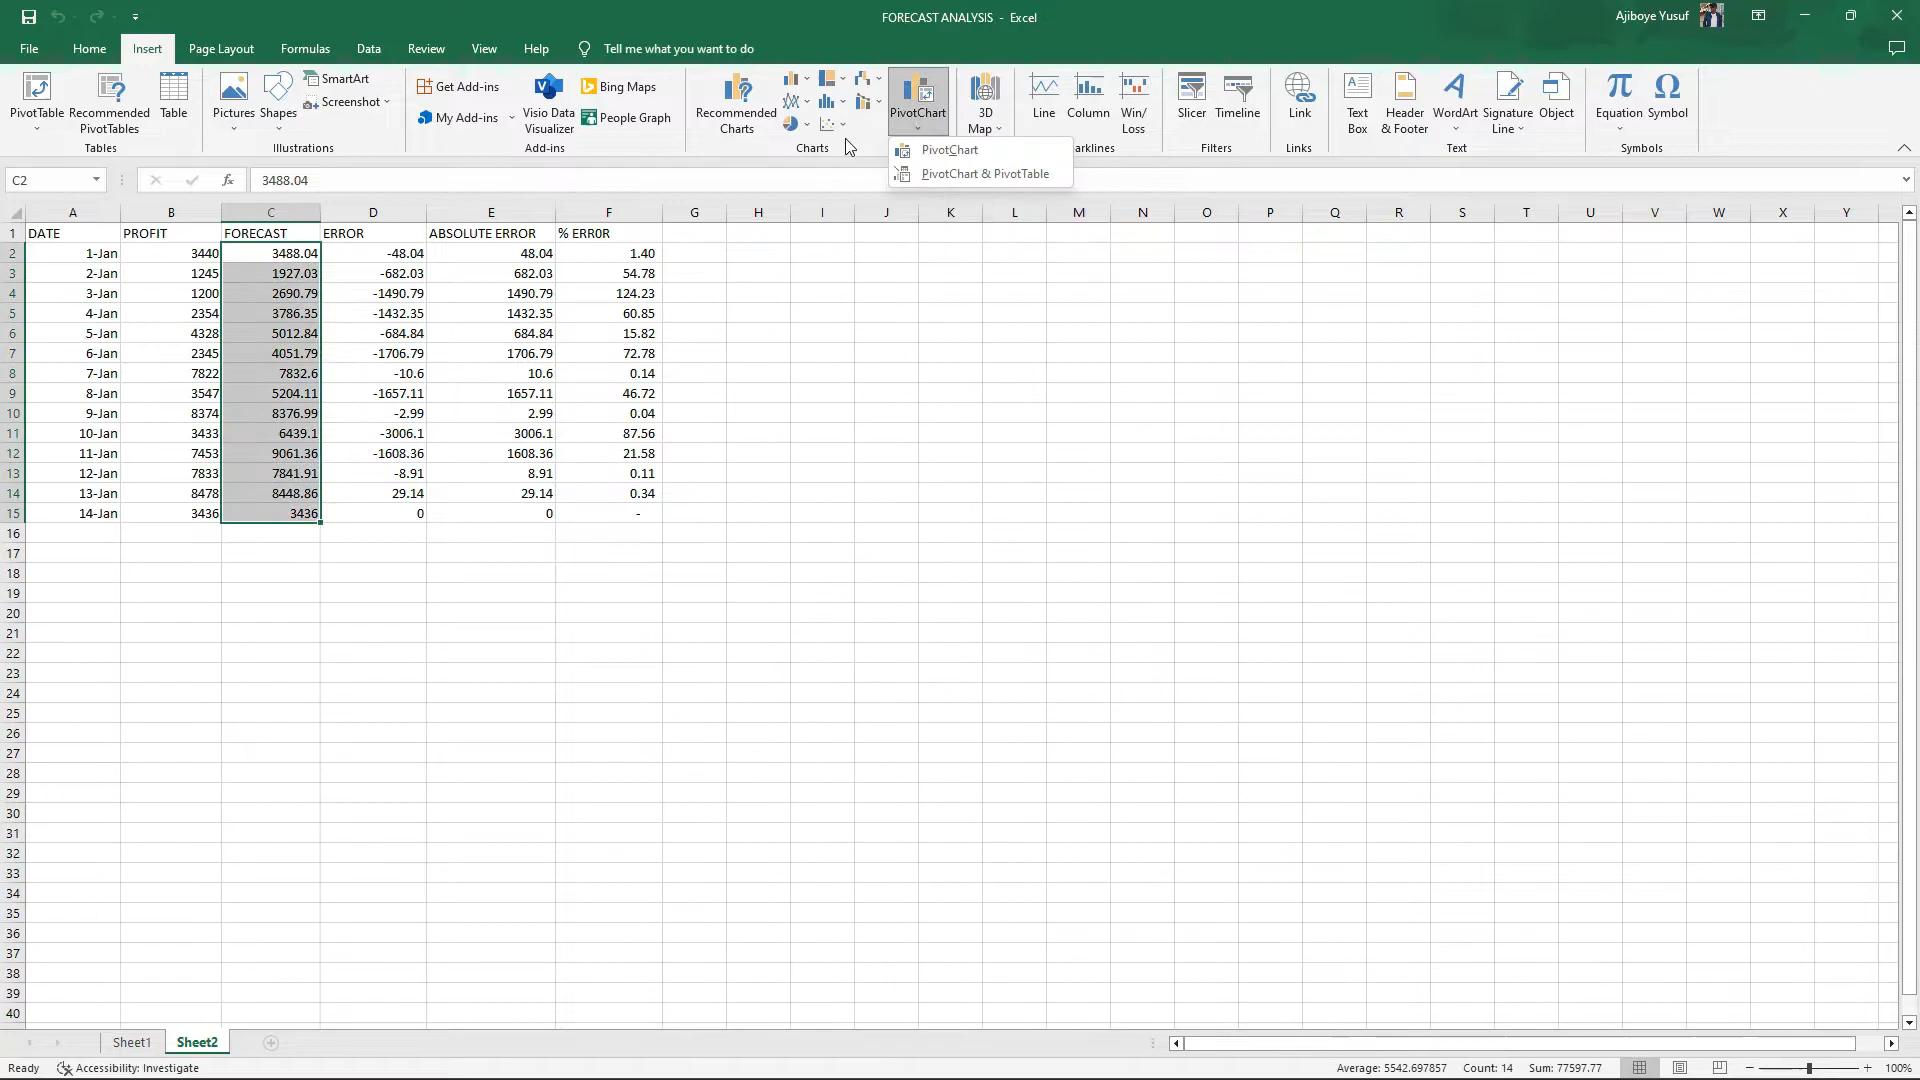 FORECAST ANALYSIS - Excel
Ajiboye Yusuf
File Home Insert Page Layout Formulas Data Review View Help Tell me what you want to do
PivotTable
Recommended
PivotTables
Table
Tables
Pictures
Shapes
SmartArt
Screenshot
Illustrations
Get Add-ins
My Add-ins
Visio Data
Visualizer
Bing Maps
People Graph
Add-ins
Recommended
Charts
Charts
PivotChart
3D
Map
Line
Column
Win/
Loss
arklines
Slicer
Timeline
Filters
Link
Links
Text
Box
Header
& Footer
WordArt
Signature
Line
Object
Text
Equation
Symbol
Symbols
PivotChart
PivotChart & PivotTable
C2 fx 3488.04
A B C D E F G H I J K L M N O P Q R S T U V W X Y
1 DATE PROFIT FORECAST ERROR ABSOLUTE ERROR % ERR0R
2 1-Jan 3440 3488.04 -48.04 48.04 1.40
3 2-Jan 1245 1927.03 -682.03 682.03 54.78
4 3-Jan 1200 2690.79 -1490.79 1490.79 124.23
5 4-Jan 2354 3786.35 -1432.35 1432.35 60.85
6 5-Jan 4328 5012.84 -684.84 684.84 15.82
7 6-Jan 2345 4051.79 -1706.79 1706.79 72.78
8 7-Jan 7822 7832.6 -10.6 10.6 0.14
9 8-Jan 3547 5204.11 -1657.11 1657.11 46.72
10 9-Jan 8374 8376.99 -2.99 2.99 0.04
11 10-Jan 3433 6439.1 -3006.1 3006.1 87.56
12 11-Jan 7453 9061.36 -1608.36 1608.36 21.58
13 12-Jan 7833 7841.91 -8.91 8.91 0.11
14 13-Jan 8478 8448.86 29.14 29.14 0.34
15 14-Jan 3436 3436 0 0 -
16
17
18
19
20
21
22
23
24
25
26
27
28
29
30
31
32
33
34
35
36
37
38
39
40
Sheet1 Sheet2
Ready Accessibility: Investigate Average: 5542.697857 Count: 14 Sum: 77597.77 100%